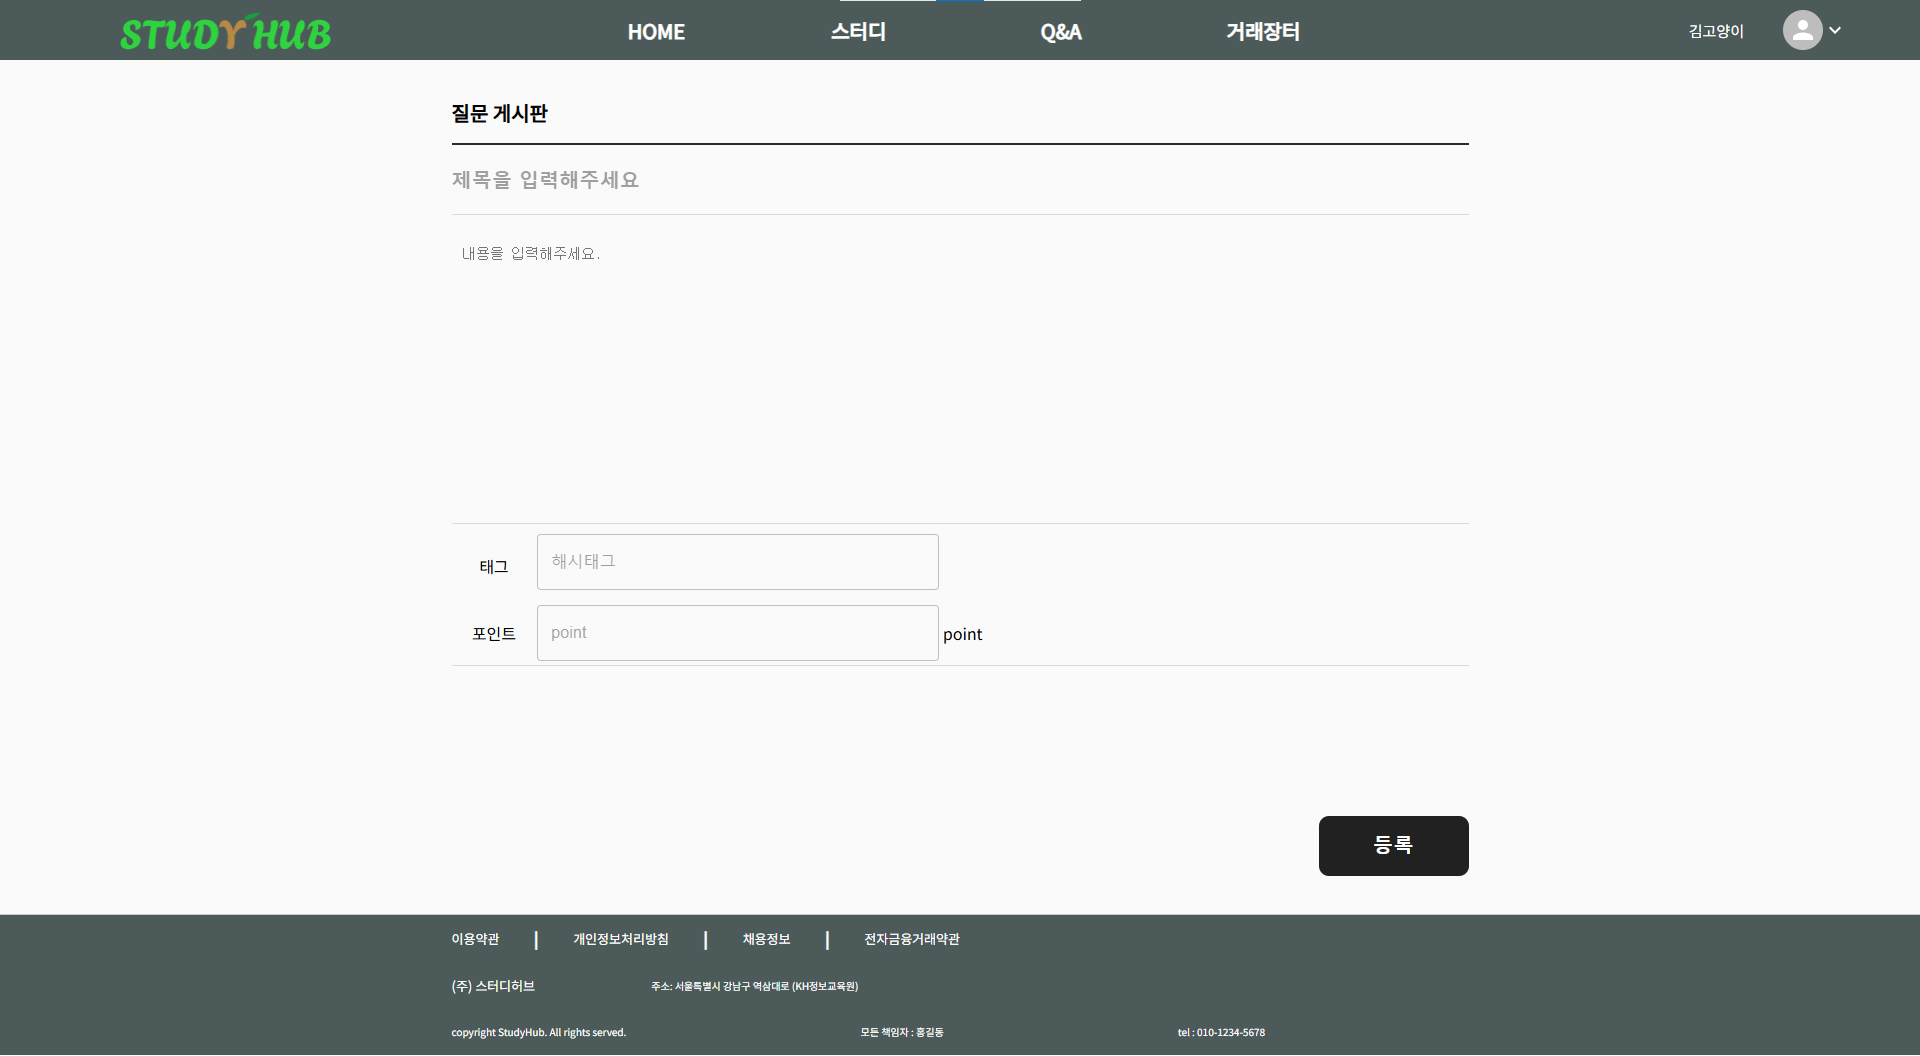 STUDYHUB HOME 스터디 Q&A 거래장터 김고양이
질문 게시판
제목을 입력해주세요
내용을 입력해주세요.
태그 해시태그
포인트 point point
등록
이용약관 | 개인정보처리방침 | 채용정보 | 전자금융거래약관
(주) 스터디허브 주소: 서울특별시 강남구 역삼대로 (KH정보교육원)
copyright StudyHub. All rights served. 모든 책임자 : 홍길동 tel : 010-1234-5678